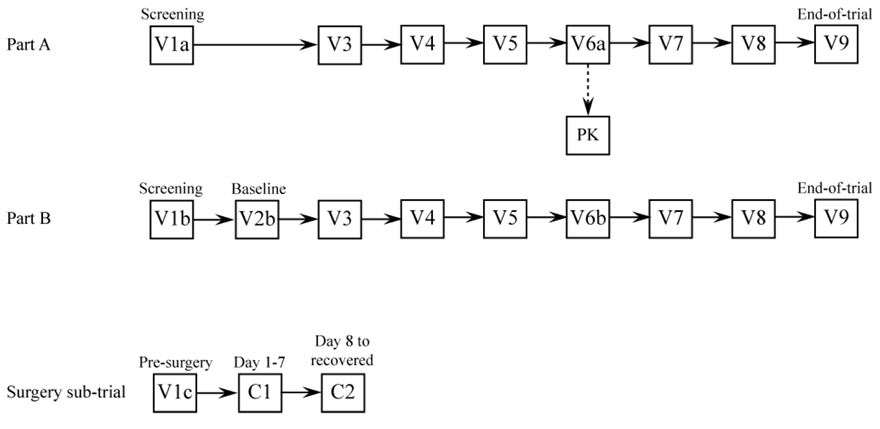 Screening End-of-trial
Part A V1a V3 V4 V5 V6a V7 V8 V9
PK
Screening Baseline End-of-trial
Part B V1b V2b V3 V4 V5 V6b V7 V8 V9
Day 8 to
Pre-surgery Day 1-7 recovered
Surgery sub-trial V1c C1 C2